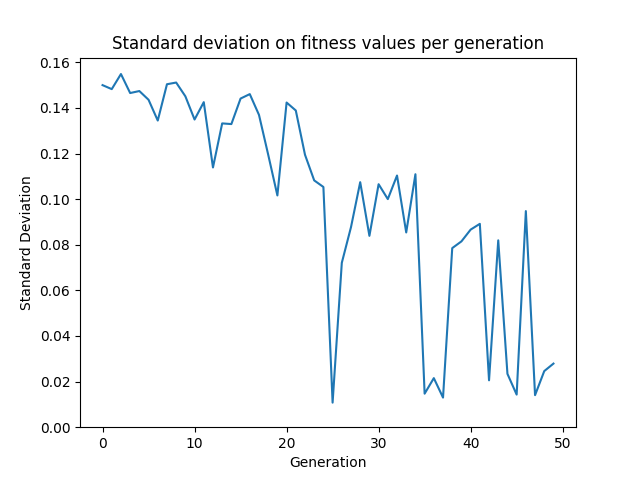 Standard deviation on fitness values per generation
0.16
0.14
0.12
0.10
0.08
0.06
0.04
0.02
0.00
Standard Deviation
0 10 20 30 40 50
Generation